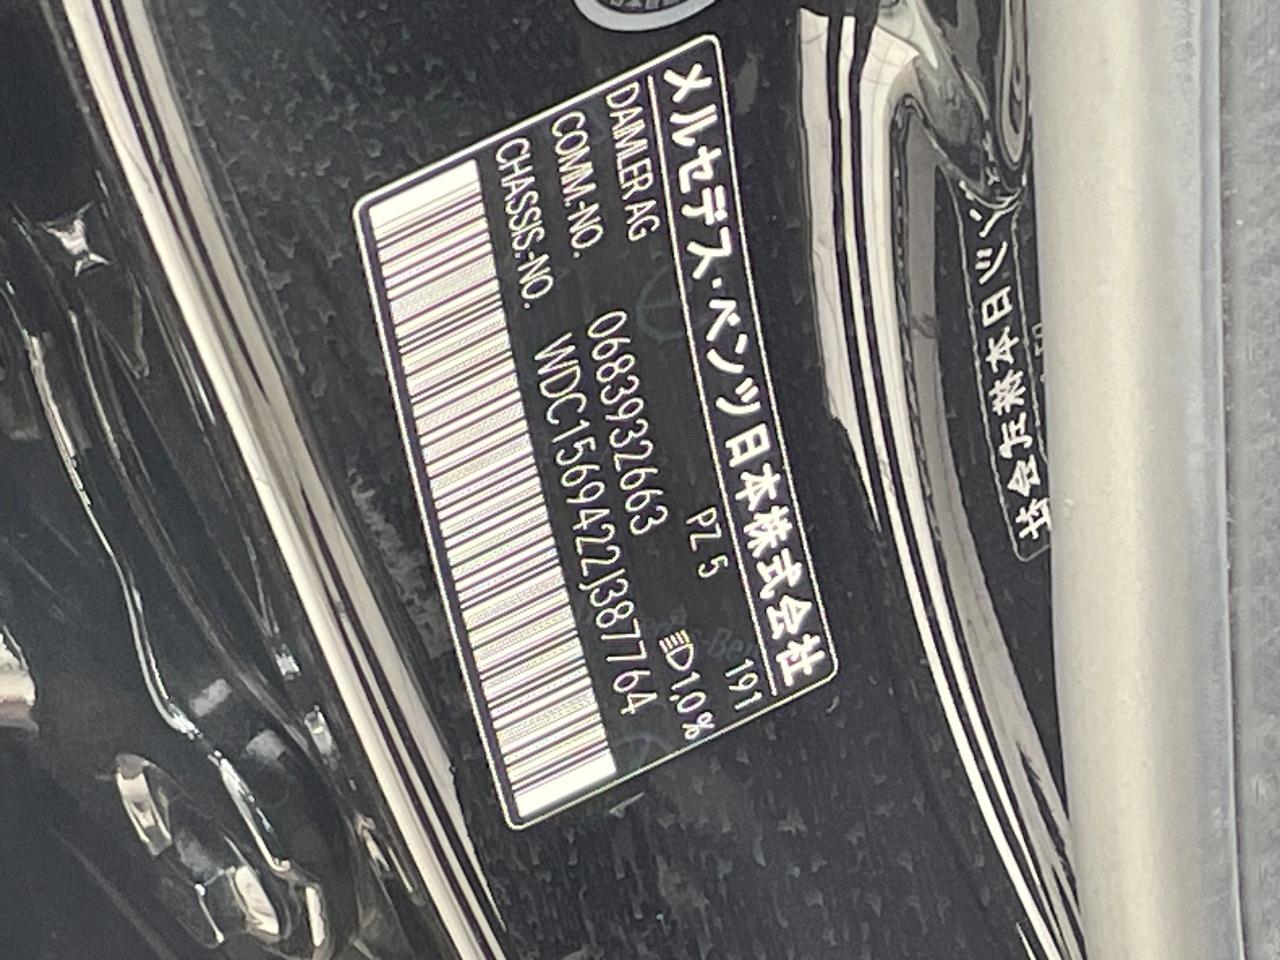 メルセデス・ベンツ日本株式会社
DAIMLER AG 191
COMM.-NO. 0683932663 PZ 5 1,0%
CHASSIS.-NO. WDC1569422J387764